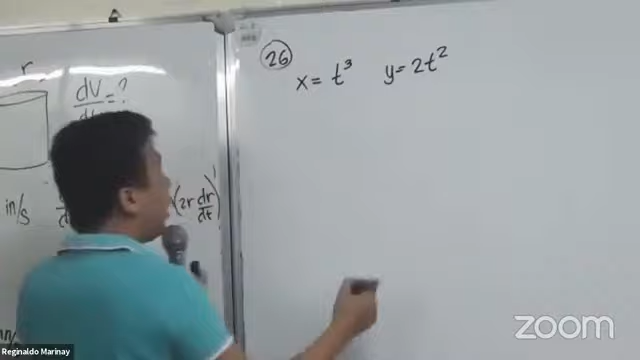 r
dV/dt = ?
in/s
(2r dr/dt)
26
x = t³ y = 2t²
zoom
Reginaldo Marinay